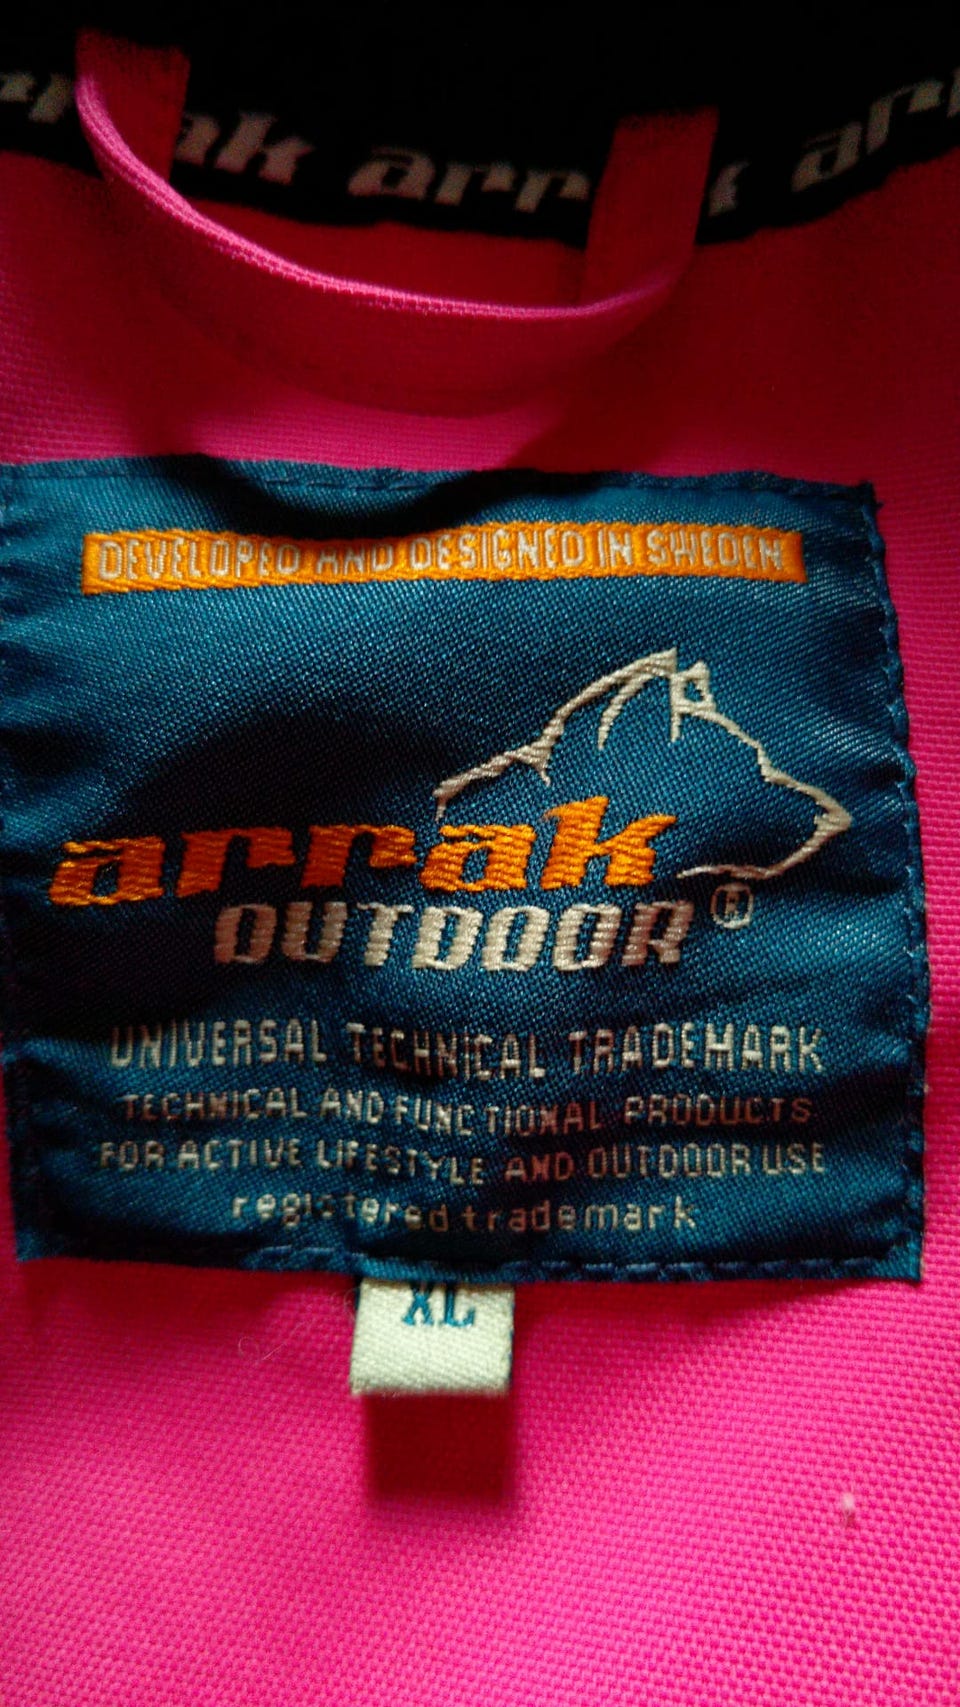 arrak arrak
DEVELOPED AND DESIGNED IN SWEDEN
arrak
OUTDOOR ®
UNIVERSAL TECHNICAL TRADEMARK
TECHNICAL AND FUNCTIONAL PRODUCTS
FOR ACTIVE LIFESTYLE AND OUTDOOR USE
registered trademark
XL